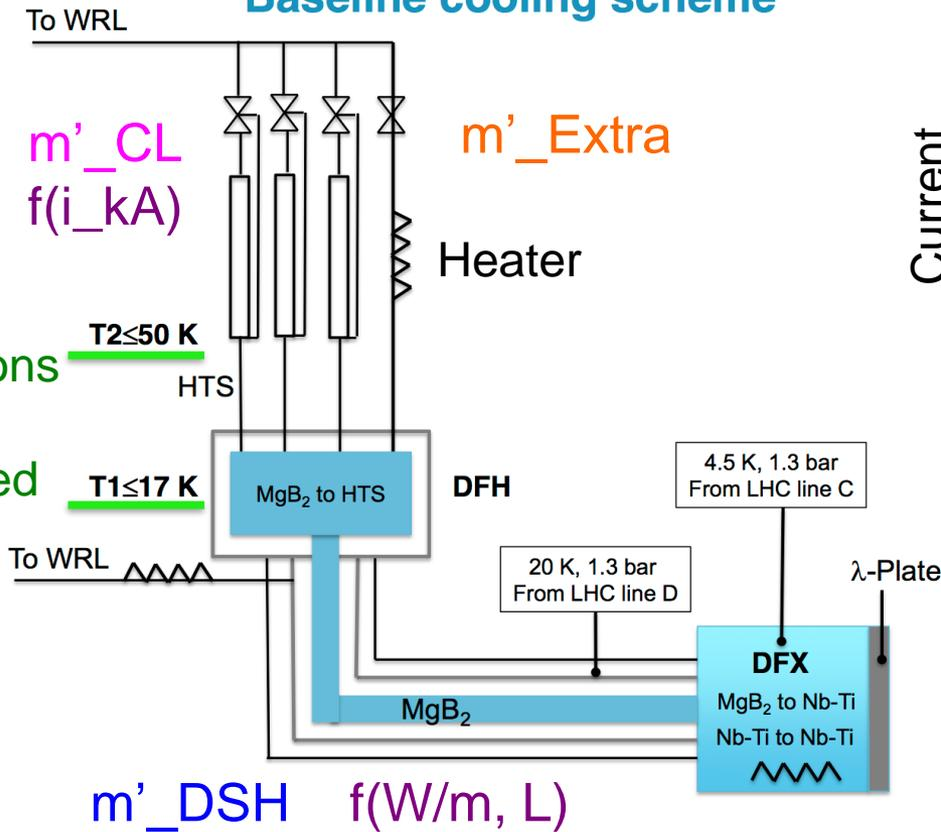 Baseline cooling scheme
To WRL
m’_CL
f(i_kA)
m’_Extra
Current
Heater
T2≤50 K
ons
HTS
T1≤17 K
ed
MgB₂ to HTS
DFH
4.5 K, 1.3 bar
From LHC line C
To WRL
20 K, 1.3 bar
From LHC line D
λ-Plate
DFX
MgB₂ to Nb-Ti
Nb-Ti to Nb-Ti
MgB₂
m’_DSH f(W/m, L)